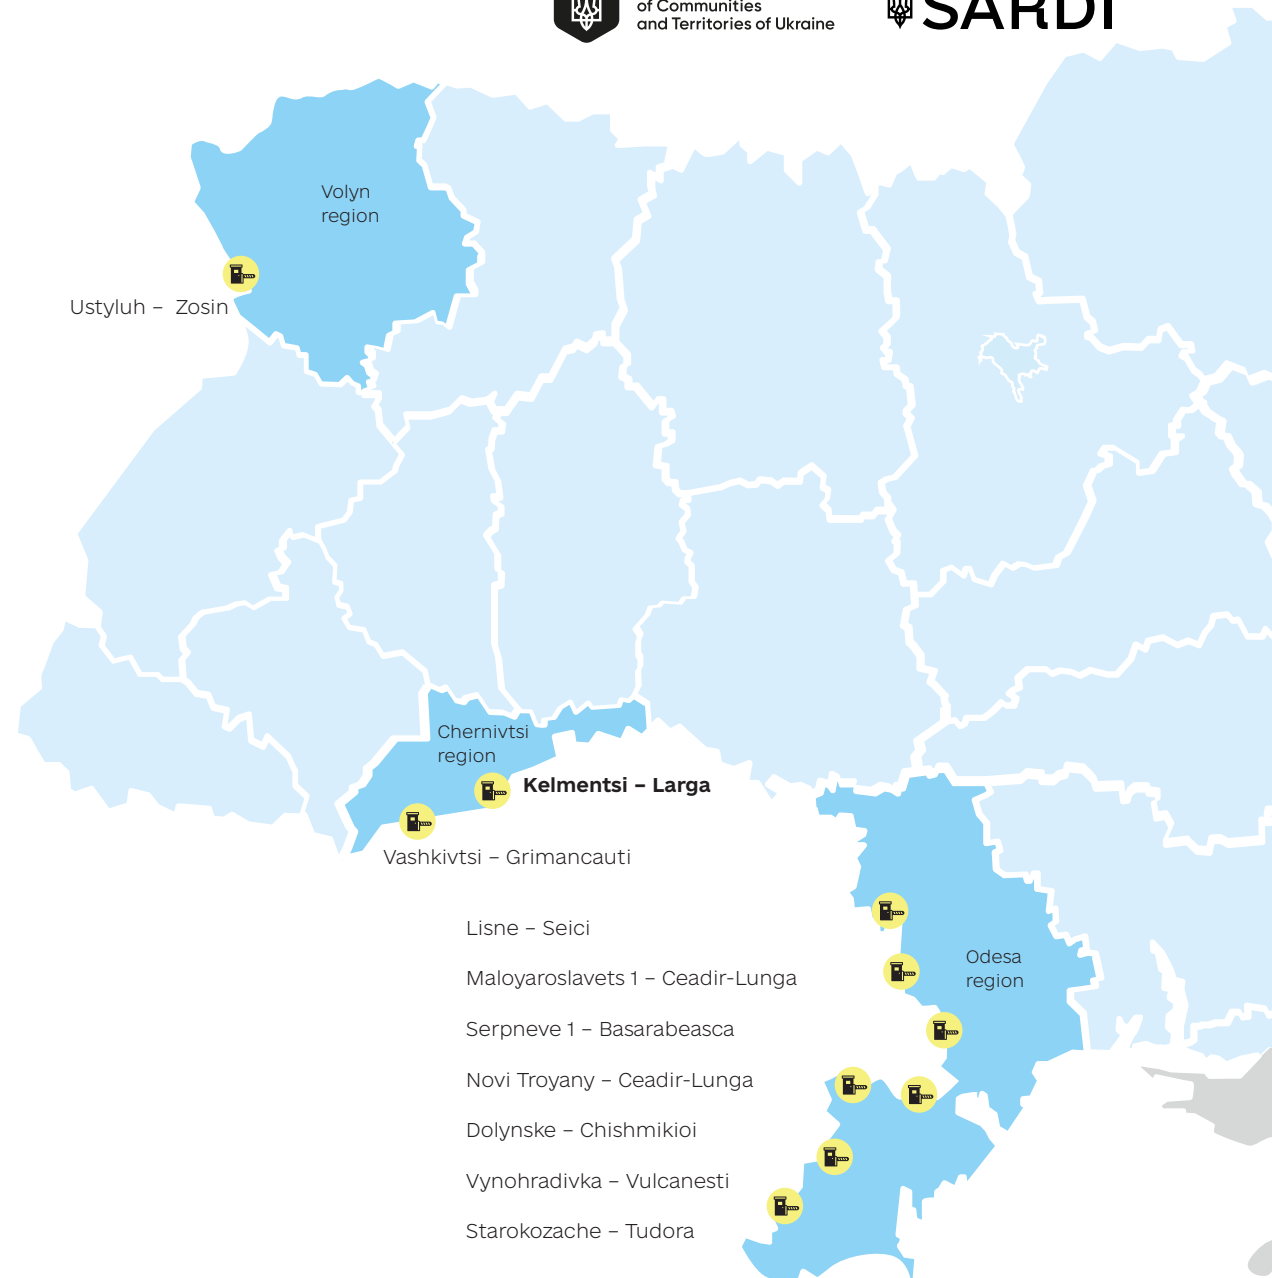 of Communities
and Territories of Ukraine
SARDI
Volyn
region
Ustyluh – Zosin
Chernivtsi
region
Kelmentsi – Larga
Vashkivtsi – Grimancauti
Lisne – Seici
Odesa
region
Maloyaroslavets 1 – Ceadir-Lunga
Serpneve 1 – Basarabeasca
Novi Troyany – Ceadir-Lunga
Dolynske – Chishmikioi
Vynohradivka – Vulcanesti
Starokozache – Tudora